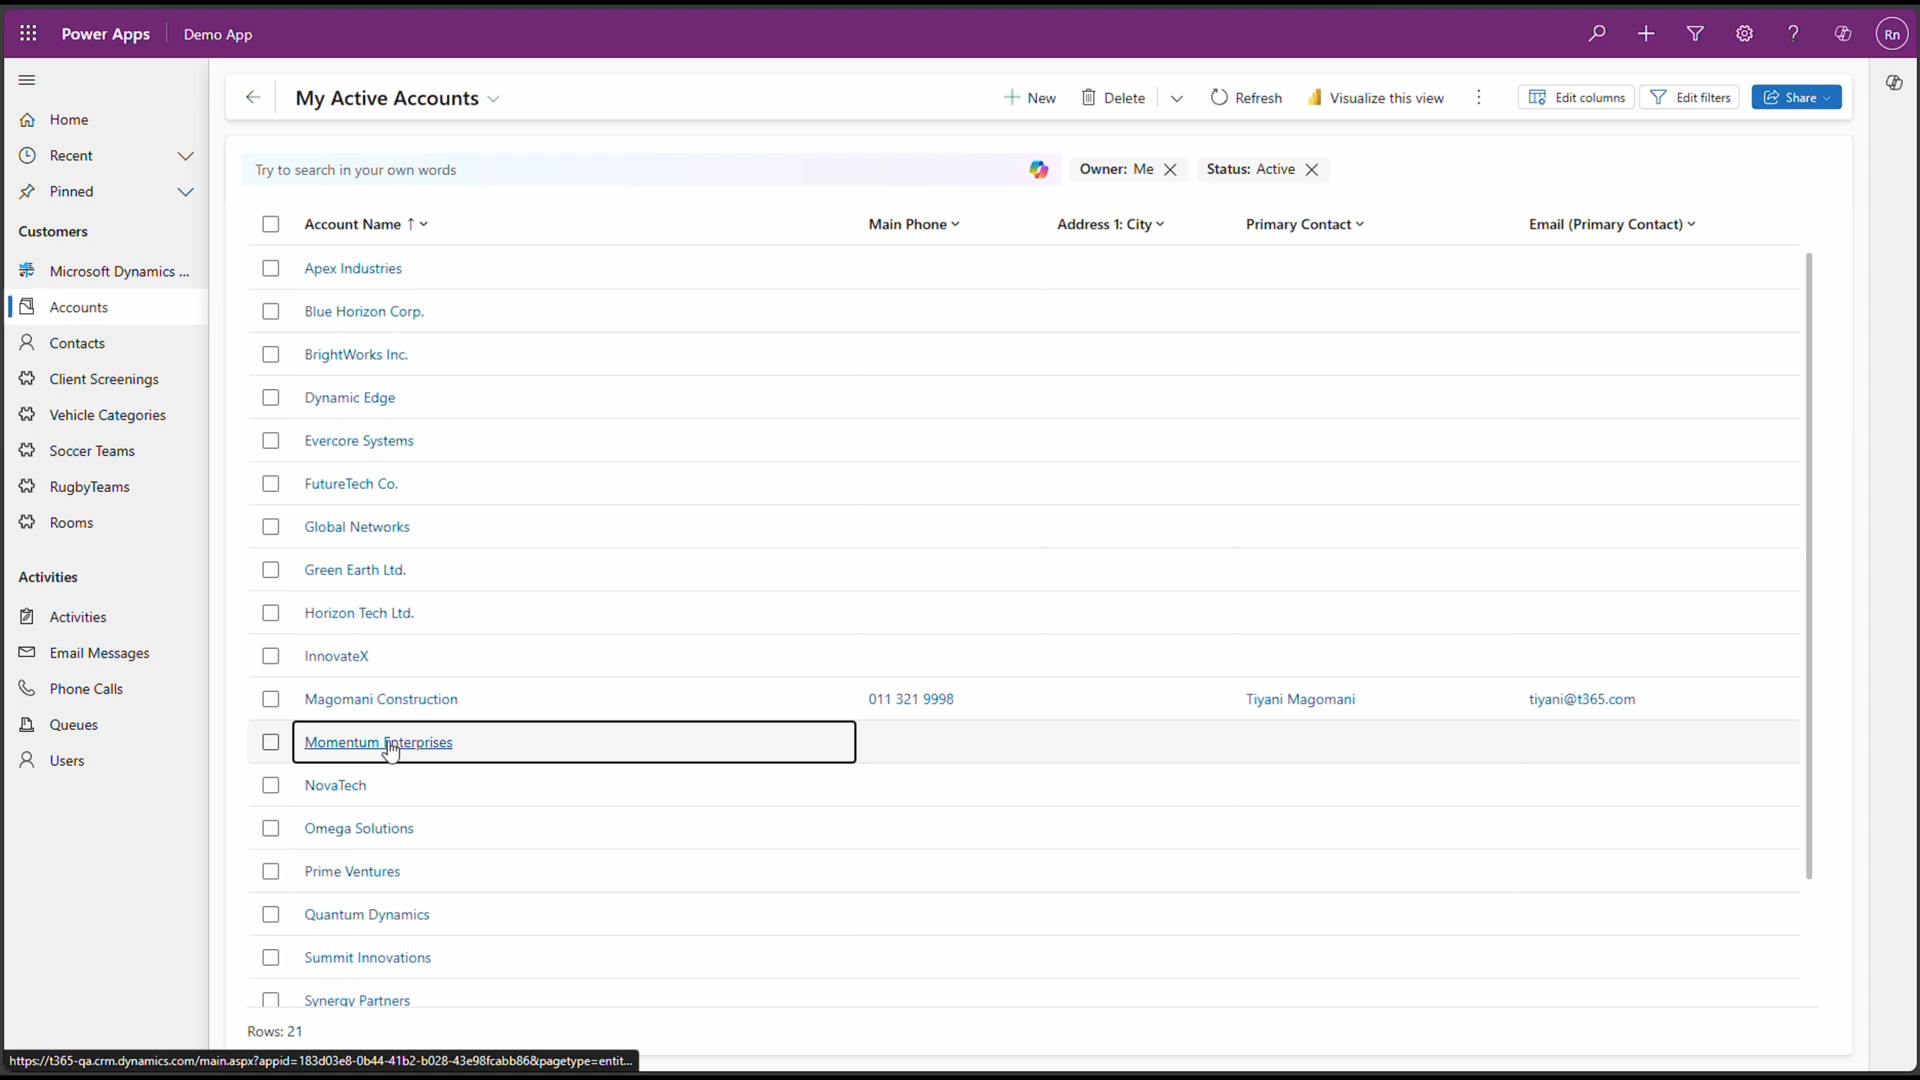 Power Apps
Demo App
Rn
Home
Recent
Pinned
Customers
Microsoft Dynamics ...
Accounts
Contacts
Client Screenings
Vehicle Categories
Soccer Teams
RugbyTeams
Rooms
Activities
Activities
Email Messages
Phone Calls
Queues
Users
My Active Accounts
New
Delete
Refresh
Visualize this view
Edit columns
Edit filters
Share
Try to search in your own words
Owner: Me
Status: Active
Account Name ↑ Main Phone Address 1: City Primary Contact Email (Primary Contact)
Apex Industries
Blue Horizon Corp.
BrightWorks Inc.
Dynamic Edge
Evercore Systems
FutureTech Co.
Global Networks
Green Earth Ltd.
Horizon Tech Ltd.
InnovateX
Magomani Construction 011 321 9998 Tiyani Magomani tiyani@t365.com
Momentum Enterprises
NovaTech
Omega Solutions
Prime Ventures
Quantum Dynamics
Summit Innovations
Synergy Partners
Rows: 21
https://t365-qa.crm.dynamics.com/main.aspx?appid=183d03e8-0b44-41b2-b028-43e98fcabb86&pagetype=entit...